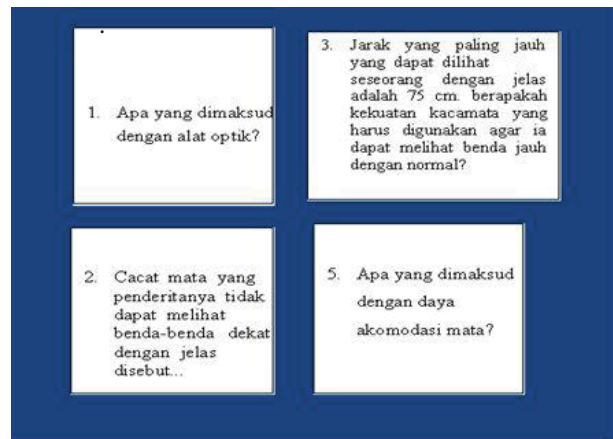 1. Apa yang dimaksud
dengan alat optik?
3. Jarak yang paling jauh
yang dapat dilihat
seseorang dengan jelas
adalah 75 cm. berapakah
kekuatan kacamata yang
harus digunakan agar ia
dapat melihat benda jauh
dengan normal?
2. Cacat mata yang
penderitanya tidak
dapat melihat
benda-benda dekat
dengan jelas
disebut...
5. Apa yang dimaksud
dengan daya
akomodasi mata?